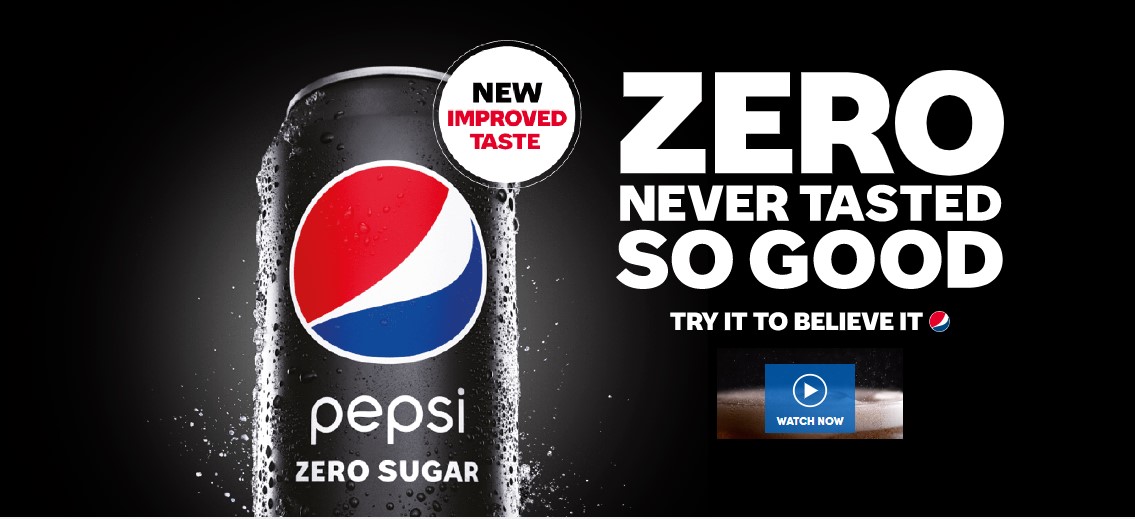 NEW
IMPROVED
TASTE
pepsi
ZERO SUGAR
ZERO
NEVER TASTED
SO GOOD
TRY IT TO BELIEVE IT
WATCH NOW